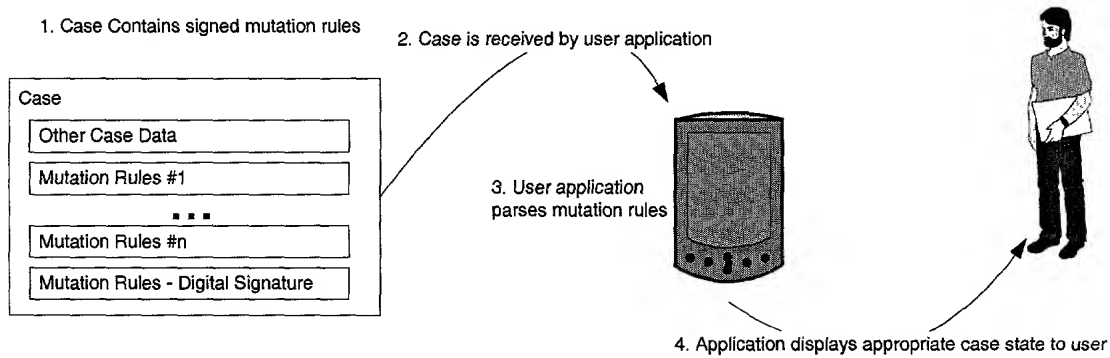 1. Case Contains signed mutation rules
2. Case is received by user application
Case
Other Case Data
Mutation Rules #1
...
Mutation Rules #n
Mutation Rules - Digital Signature
3. User application
parses mutation rules
4. Application displays appropriate case state to user